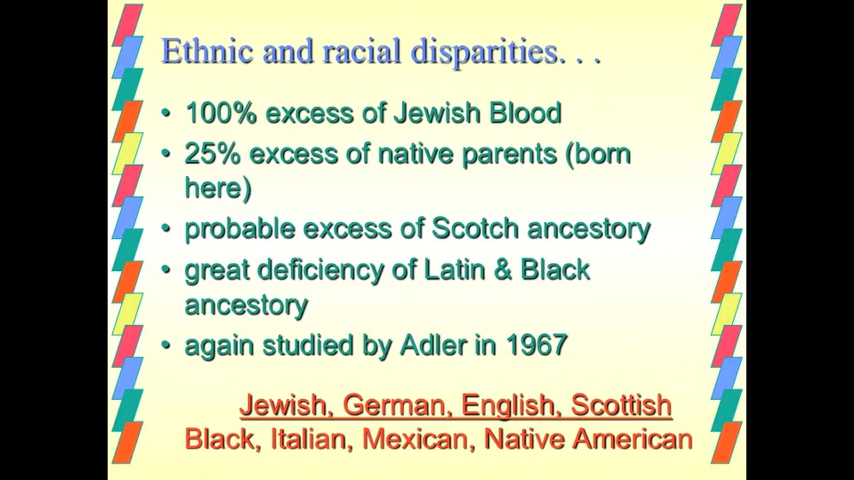 Ethnic and racial disparities. . .
• 100% excess of Jewish Blood
• 25% excess of native parents (born
here)
• probable excess of Scotch ancestory
• great deficiency of Latin & Black
ancestory
• again studied by Adler in 1967
Jewish, German, English, Scottish
Black, Italian, Mexican, Native American